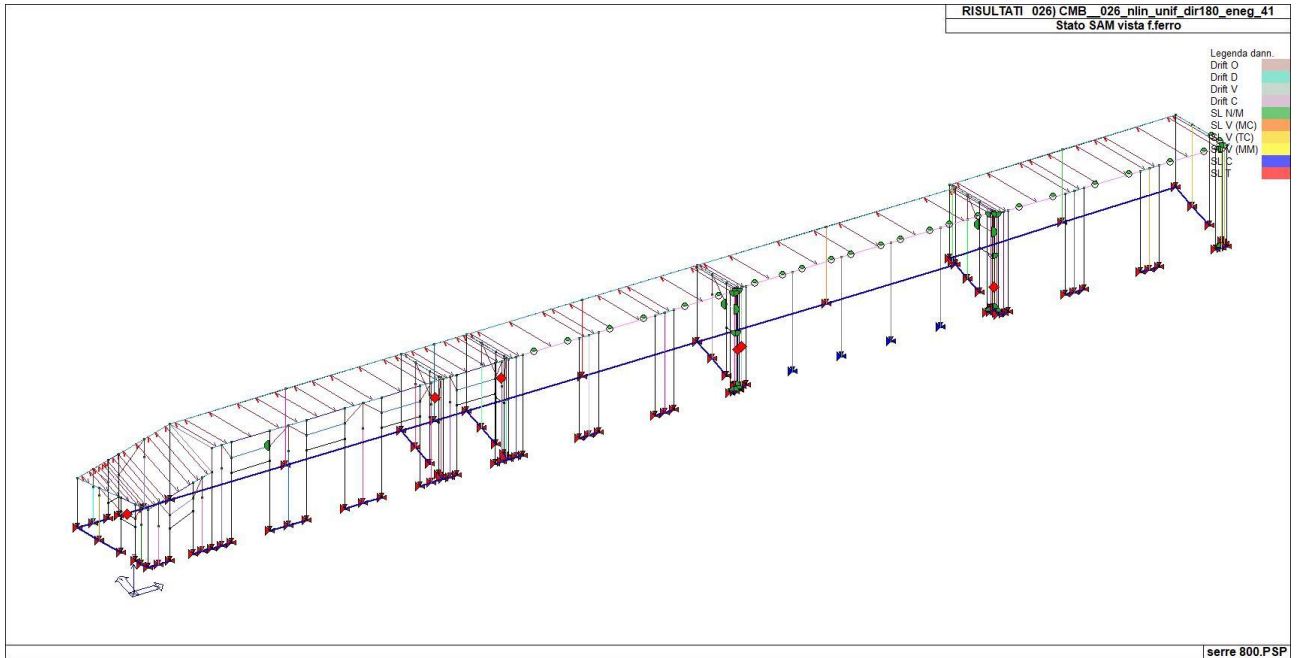 RISULTATI 026) CMB__026_nlin_unif_dir180_eneg_41
Stato SAM vista f.ferro
Legenda dann.
Drift O
Drift D
Drift V
Drift C
SL N/M
SL V (MC)
SL V (TC)
SL V (MM)
SL C
SL T
serre 800.PSP